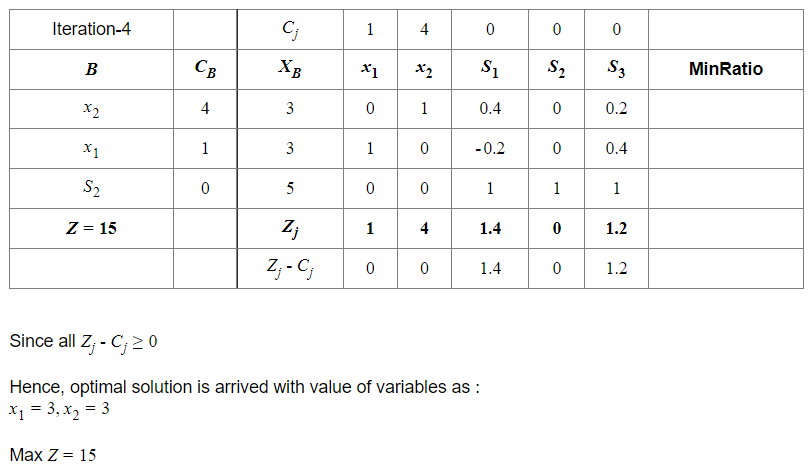 Iteration-4 C_j 1 4 0 0 0
B C_B X_B x_1 x_2 S_1 S_2 S_3 MinRatio
x_2 4 3 0 1 0.4 0 0.2
x_1 1 3 1 0 -0.2 0 0.4
S_2 0 5 0 0 1 1 1
Z = 15 Z_j 1 4 1.4 0 1.2
Z_j - C_j 0 0 1.4 0 1.2
Since all Z_j - C_j ≥ 0
Hence, optimal solution is arrived with value of variables as :
x_1 = 3, x_2 = 3
Max Z = 15